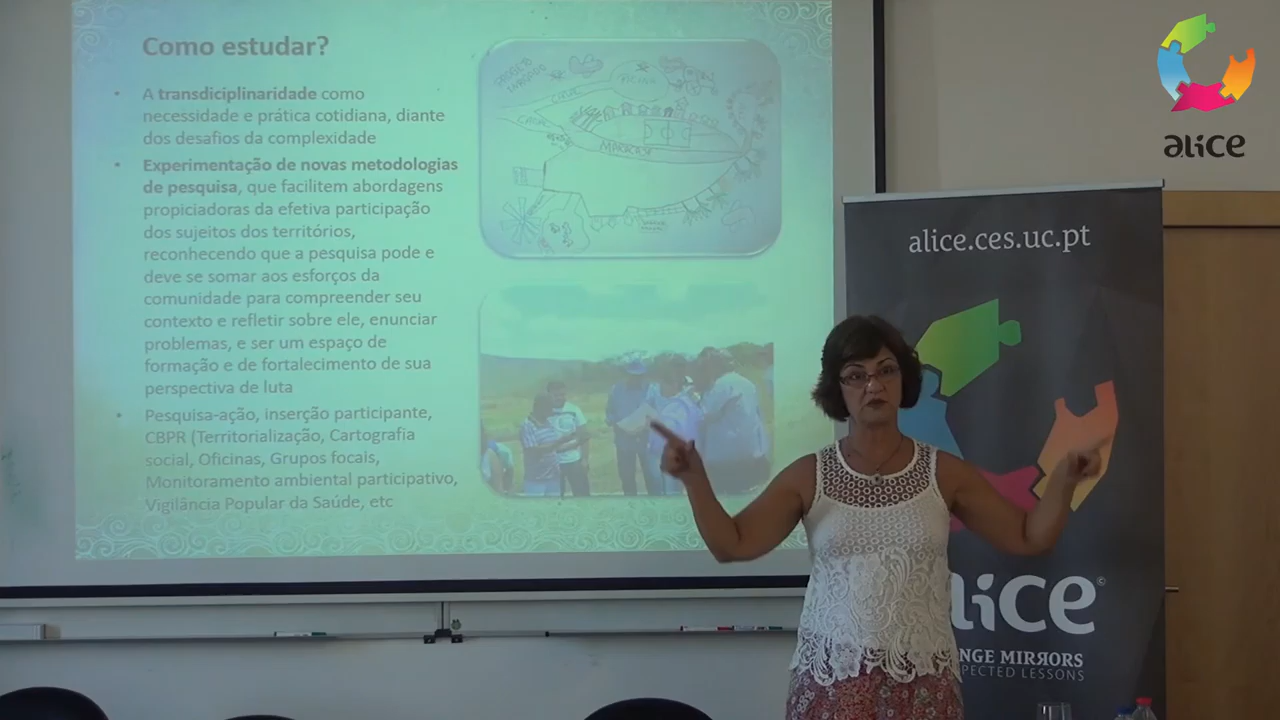 Como estudar?
• A transdiciplinaridade como
necessidade e prática cotidiana, diante
dos desafios da complexidade
• Experimentação de novas metodologias
de pesquisa, que facilitem abordagens
propiciadoras da efetiva participação
dos sujeitos dos territórios,
reconhecendo que a pesquisa pode e
deve se somar aos esforços da
comunidade para compreender seu
contexto e refletir sobre ele, enunciar
problemas, e ser um espaço de
formação e de fortalecimento de sua
perspectiva de luta
• Pesquisa-ação, inserção participante,
CBPR (Territorialização, Cartografia
social, Oficinas, Grupos focais,
Monitoramento ambiental participativo,
Vigilância Popular da Saúde, etc
CANAL
alice
alice.ces.uc.pt
alice
NGE MIRRORS
PECTED LESSONS